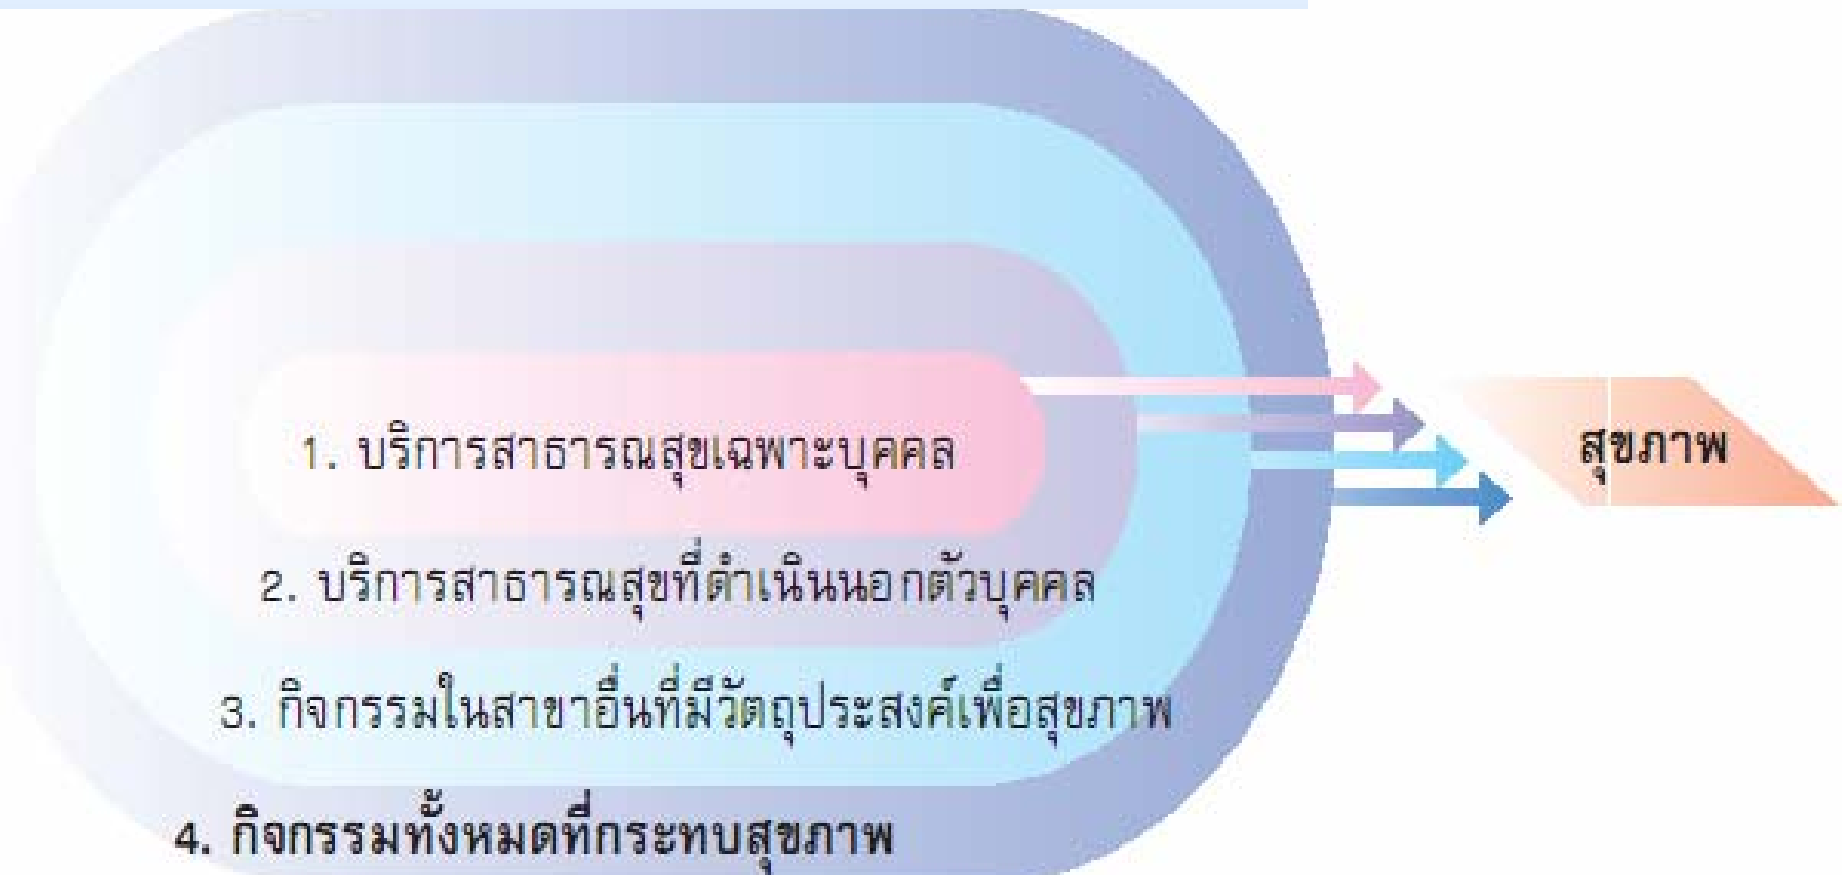 1. บริการสาธารณสุขเฉพาะบุคคล
สุขภาพ
2. บริการสาธารณสุขที่ดำเนินนอกตัวบุคคล
3. กิจกรรมในสาขาอื่นที่มีวัตถุประสงค์เพื่อสุขภาพ
4. กิจกรรมทั้งหมดที่กระทบสุขภาพ